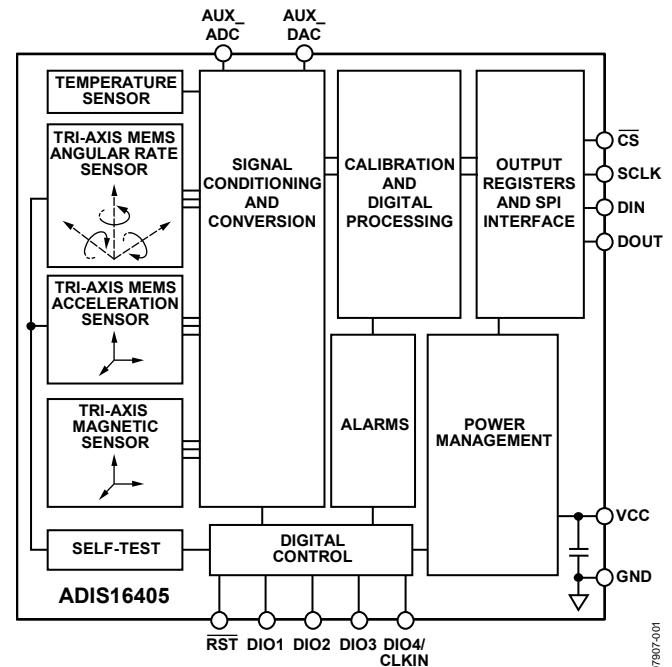 AUX_
ADC
AUX_
DAC
TEMPERATURE
SENSOR
TRI-AXIS MEMS
ANGULAR RATE
SENSOR
TRI-AXIS MEMS
ACCELERATION
SENSOR
TRI-AXIS
MAGNETIC
SENSOR
SELF-TEST
SIGNAL
CONDITIONING
AND
CONVERSION
CALIBRATION
AND
DIGITAL
PROCESSING
OUTPUT
REGISTERS
AND SPI
INTERFACE
CS
SCLK
DIN
DOUT
ALARMS
POWER
MANAGEMENT
DIGITAL
CONTROL
VCC
GND
ADIS16405
RST
DIO1
DIO2
DIO3
DIO4/
CLKIN
07907-001